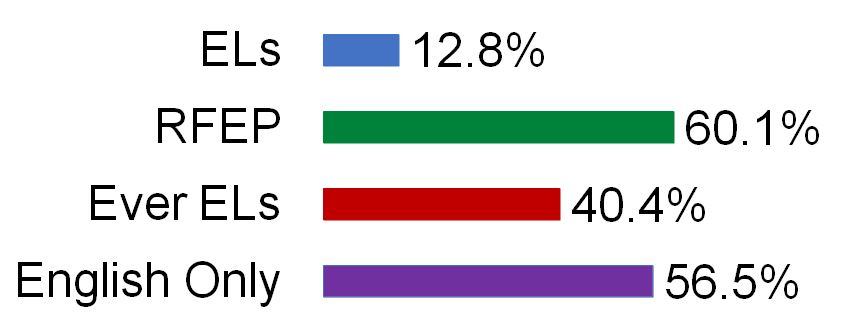 ELs 12.8%
RFEP 60.1%
Ever ELs 40.4%
English Only 56.5%